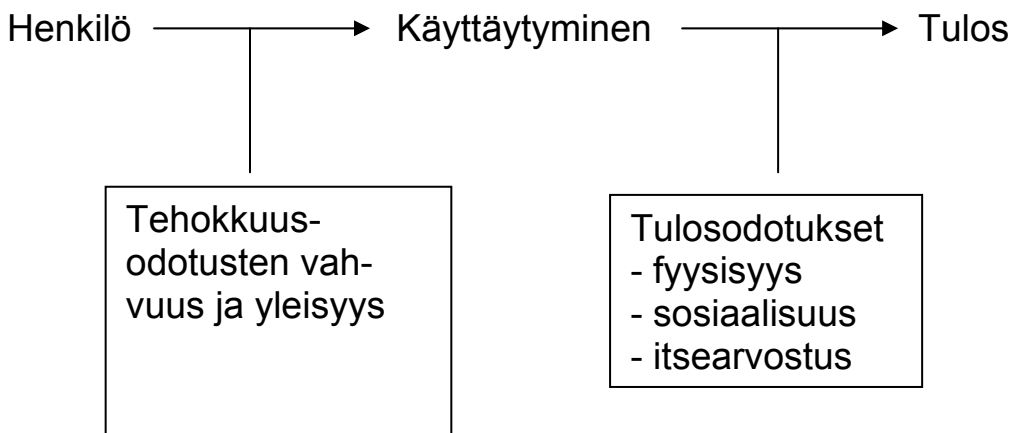 Henkilö Käyttäytyminen Tulos
Tehokkuus-
odotusten vah-
vuus ja yleisyys
Tulosodotukset
- fyysisyys
- sosiaalisuus
- itsearvostus